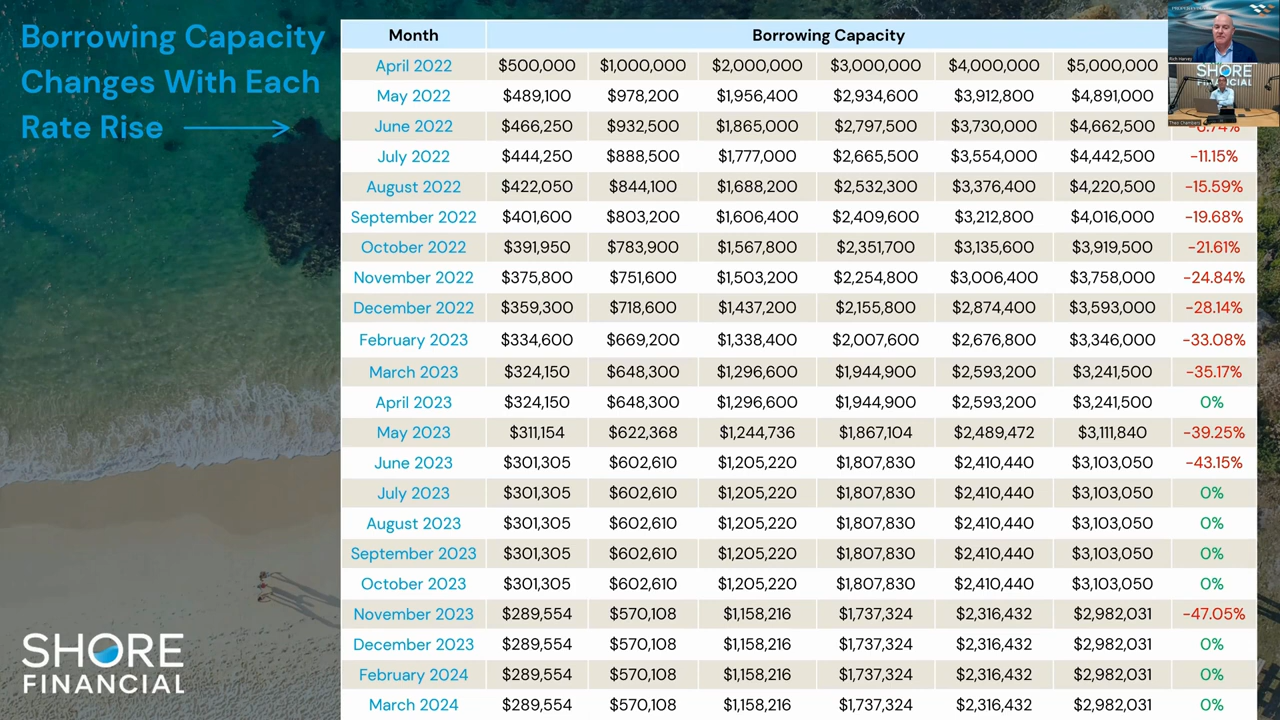 Borrowing Capacity
Changes With Each
Rate Rise
Month Borrowing Capacity
April 2022 $500,000 $1,000,000 $2,000,000 $3,000,000 $4,000,000 $5,000,000
May 2022 $489,100 $978,200 $1,956,400 $2,934,600 $3,912,800 $4,891,000
June 2022 $466,250 $932,500 $1,865,000 $2,797,500 $3,730,000 $4,662,500
July 2022 $444,250 $888,500 $1,777,000 $2,665,500 $3,554,000 $4,442,500 -11.15%
August 2022 $422,050 $844,100 $1,688,200 $2,532,300 $3,376,400 $4,220,500 -15.59%
September 2022 $401,600 $803,200 $1,606,400 $2,409,600 $3,212,800 $4,016,000 -19.68%
October 2022 $391,950 $783,900 $1,567,800 $2,351,700 $3,135,600 $3,919,500 -21.61%
November 2022 $375,800 $751,600 $1,503,200 $2,254,800 $3,006,400 $3,758,000 -24.84%
December 2022 $359,300 $718,600 $1,437,200 $2,155,800 $2,874,400 $3,593,000 -28.14%
February 2023 $334,600 $669,200 $1,338,400 $2,007,600 $2,676,800 $3,346,000 -33.08%
March 2023 $324,150 $648,300 $1,296,600 $1,944,900 $2,593,200 $3,241,500 -35.17%
April 2023 $324,150 $648,300 $1,296,600 $1,944,900 $2,593,200 $3,241,500 0%
May 2023 $311,154 $622,368 $1,244,736 $1,867,104 $2,489,472 $3,111,840 -39.25%
June 2023 $301,305 $602,610 $1,205,220 $1,807,830 $2,410,440 $3,103,050 -43.15%
July 2023 $301,305 $602,610 $1,205,220 $1,807,830 $2,410,440 $3,103,050 0%
August 2023 $301,305 $602,610 $1,205,220 $1,807,830 $2,410,440 $3,103,050 0%
September 2023 $301,305 $602,610 $1,205,220 $1,807,830 $2,410,440 $3,103,050 0%
October 2023 $301,305 $602,610 $1,205,220 $1,807,830 $2,410,440 $3,103,050 0%
November 2023 $289,554 $570,108 $1,158,216 $1,737,324 $2,316,432 $2,982,031 -47.05%
December 2023 $289,554 $570,108 $1,158,216 $1,737,324 $2,316,432 $2,982,031 0%
February 2024 $289,554 $570,108 $1,158,216 $1,737,324 $2,316,432 $2,982,031 0%
March 2024 $289,554 $570,108 $1,158,216 $1,737,324 $2,316,432 $2,982,031 0%
SHORE
FINANCIAL
Rich Harvey
SHORE
FINANCIAL